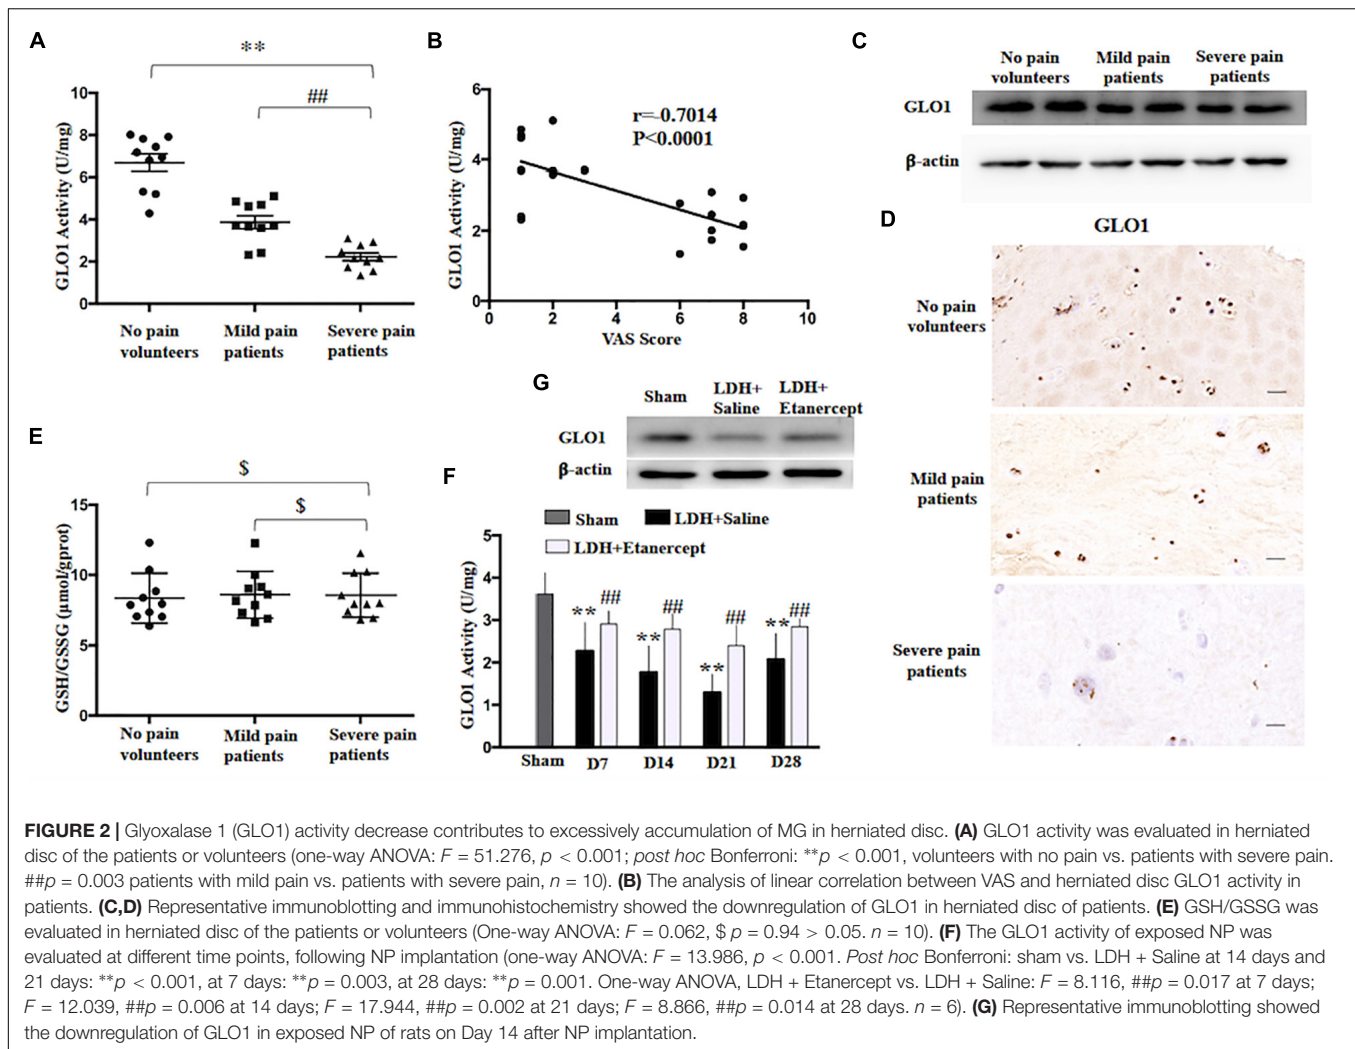 A
**
##
GLO1 Activity (U/mg)
10
8
6
4
2
0
No pain
volunteers
Mild pain
patients
Severe pain
patients
B
GLO1 Activity (U/mg)
6
4
2
0
r=-0.7014
P<0.0001
0 2 4 6 8 10
VAS Score
C
No pain
volunteers
Mild pain
patients
Severe pain
patients
GLO1
β-actin
D
GLO1
No pain
volunteers
Mild pain
patients
Severe pain
patients
E
$
$
GSH/GSSG (μmol/gprot)
15
10
5
0
No pain
volunteers
Mild pain
patients
Severe pain
patients
G
Sham
LDH+
Saline
LDH+
Etanercept
GLO1
β-actin
F
Sham
LDH+Saline
LDH+Etanercept
GLO1 Activity (U/mg)
5
4
3
2
1
0
** ##
** ##
** ##
** ##
Sham D7 D14 D21 D28
FIGURE 2 | Glyoxalase 1 (GLO1) activity decrease contributes to excessively accumulation of MG in herniated disc. (A) GLO1 activity was evaluated in herniated
disc of the patients or volunteers (one-way ANOVA: F = 51.276, p < 0.001; post hoc Bonferroni: **p < 0.001, volunteers with no pain vs. patients with severe pain.
##p = 0.003 patients with mild pain vs. patients with severe pain, n = 10). (B) The analysis of linear correlation between VAS and herniated disc GLO1 activity in
patients. (C,D) Representative immunoblotting and immunohistochemistry showed the downregulation of GLO1 in herniated disc of patients. (E) GSH/GSSG was
evaluated in herniated disc of the patients or volunteers (One-way ANOVA: F = 0.062, $ p = 0.94 > 0.05. n = 10). (F) The GLO1 activity of exposed NP was
evaluated at different time points, following NP implantation (one-way ANOVA: F = 13.986, p < 0.001. Post hoc Bonferroni: sham vs. LDH + Saline at 14 days and
21 days: **p < 0.001, at 7 days: **p = 0.003, at 28 days: **p = 0.001. One-way ANOVA, LDH + Etanercept vs. LDH + Saline: F = 8.116, ##p = 0.017 at 7 days;
F = 12.039, ##p = 0.006 at 14 days; F = 17.944, ##p = 0.002 at 21 days; F = 8.866, ##p = 0.014 at 28 days. n = 6). (G) Representative immunoblotting showed
the downregulation of GLO1 in exposed NP of rats on Day 14 after NP implantation.